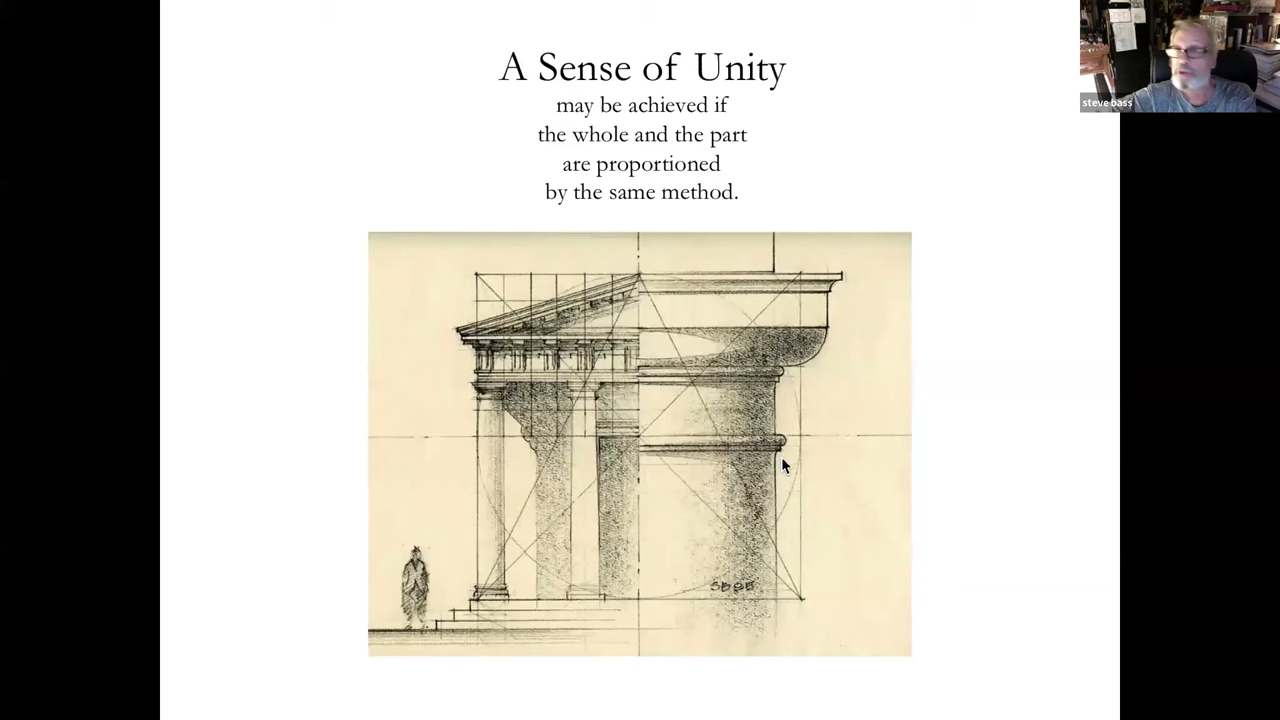 A Sense of Unity
may be achieved if
the whole and the part
are proportioned
by the same method.
steve bass